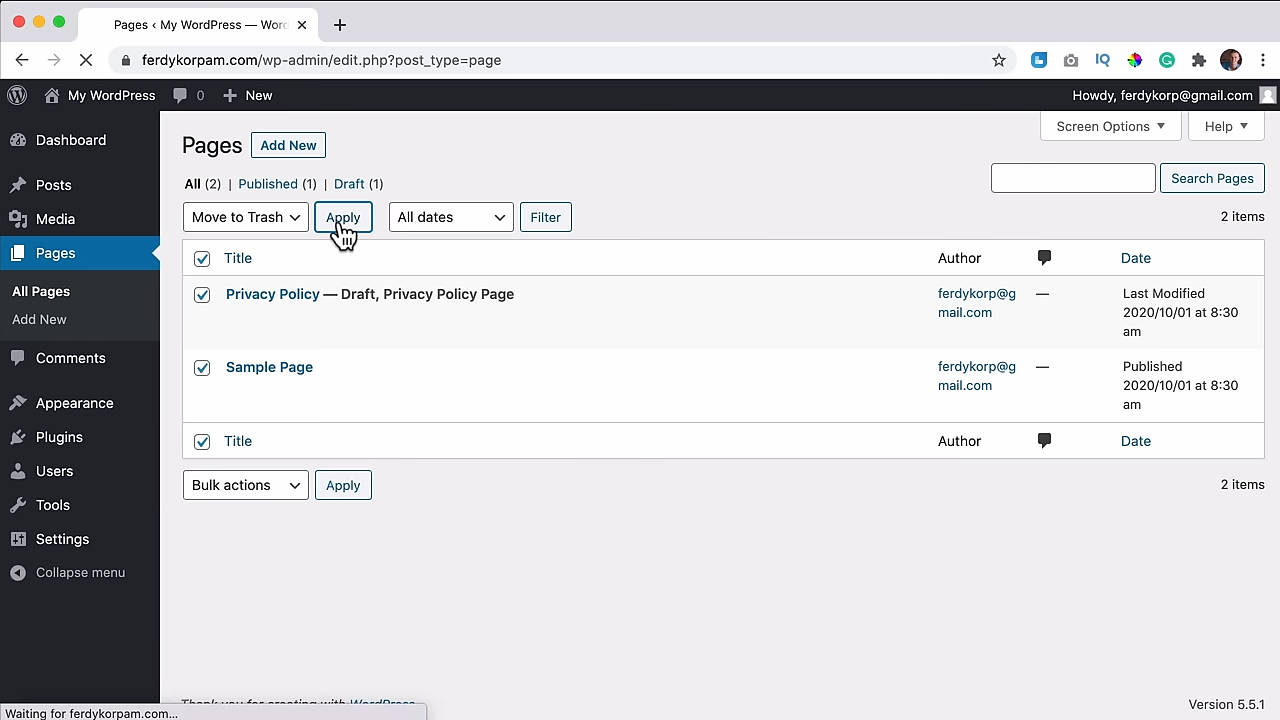 Pages ‹ My WordPress — Word
ferdykorpam.com/wp-admin/edit.php?post_type=page
IQ
My WordPress 0 New
Howdy, ferdykorp@gmail.com
Screen Options Help
Dashboard
Posts
Media
Pages
All Pages
Add New
Comments
Appearance
Plugins
Users
Tools
Settings
Collapse menu
Pages Add New
All (2) | Published (1) | Draft (1)
Search Pages
Move to Trash Apply All dates Filter 2 items
Title Author Date
Privacy Policy — Draft, Privacy Policy Page ferdykorp@g — Last Modified
mail.com 2020/10/01 at 8:30
am
Sample Page ferdykorp@g — Published
mail.com 2020/10/01 at 8:30
am
Title Author Date
Bulk actions Apply 2 items
Thank you for creating with WordPress. Version 5.5.1
Waiting for ferdykorpam.com...